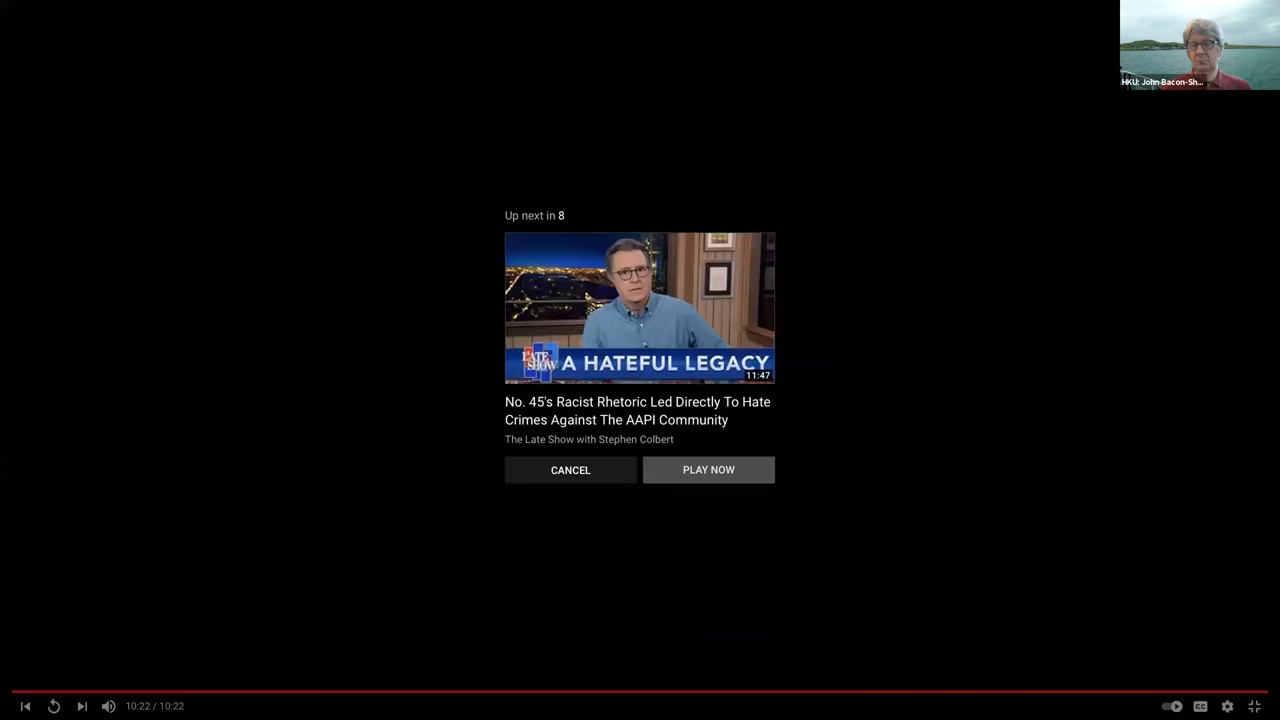 HKU: John Bacon-Sh...
Up next in 8
LATE
SHOW
A HATEFUL LEGACY
11:47
No. 45's Racist Rhetoric Led Directly To Hate
Crimes Against The AAPI Community
The Late Show with Stephen Colbert
CANCEL
PLAY NOW
10:22 / 10:22
CC